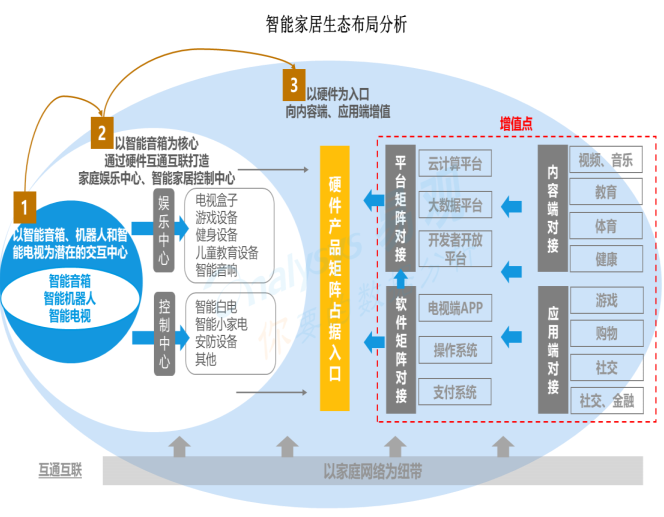 智能家居生态布局分析
1
以智能音箱、机器人和智
能电视为潜在的交互中心
智能音箱
智能机器人
智能电视
2
以智能音箱为核心
通过硬件互通互联打造
家庭娱乐中心、智能家居控制中心
娱乐中心
电视盒子
游戏设备
健身设备
儿童教育设备
智能音响
控制中心
智能白电
智能小家电
安防设备
其他
3
以硬件为入口
向内容端、应用端增值
硬件产品矩阵占据入口
增值点
平台矩阵对接
云计算平台
大数据平台
开发者开放
平台
软件矩阵对接
电视端APP
操作系统
支付系统
内容端对接
视频、音乐
教育
体育
健康
应用端对接
游戏
购物
社交
社交、金融
互通互联
以家庭网络为纽带